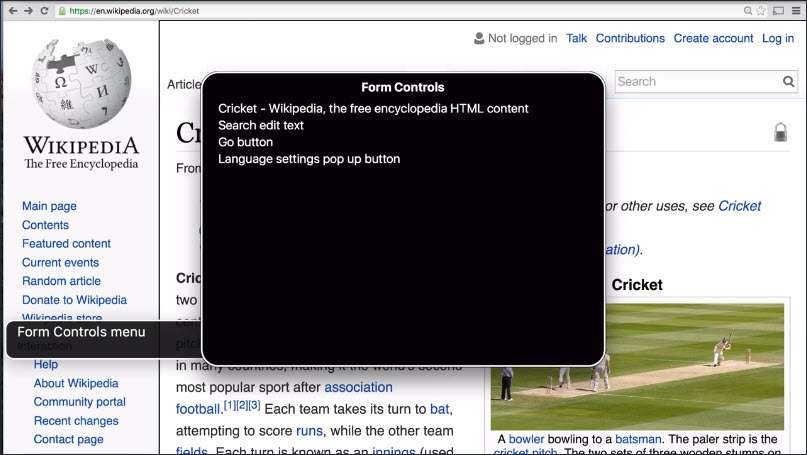 https://en.wikipedia.org/wiki/Cricket
Not logged in Talk Contributions Create account Log in
Article
Search
WIKIPEDIA
The Free Encyclopedia
Main page
Contents
Featured content
Current events
Random article
Donate to Wikipedia
Wikipedia store
Interaction
Help
About Wikipedia
Community portal
Recent changes
Contact page
Form Controls menu
Form Controls
Cricket - Wikipedia, the free encyclopedia HTML content
Search edit text
Go button
Language settings pop up button
or other uses, see Cricket
Cricket
two
in many countries, making it the world's second
most popular sport after association
football.[1][2][3] Each team takes its turn to bat,
attempting to score runs, while the other team
fields. Each turn is known as an innings (used
A bowler bowling to a batsman. The paler strip is the
cricket pitch. The two sets of three wooden stumps on